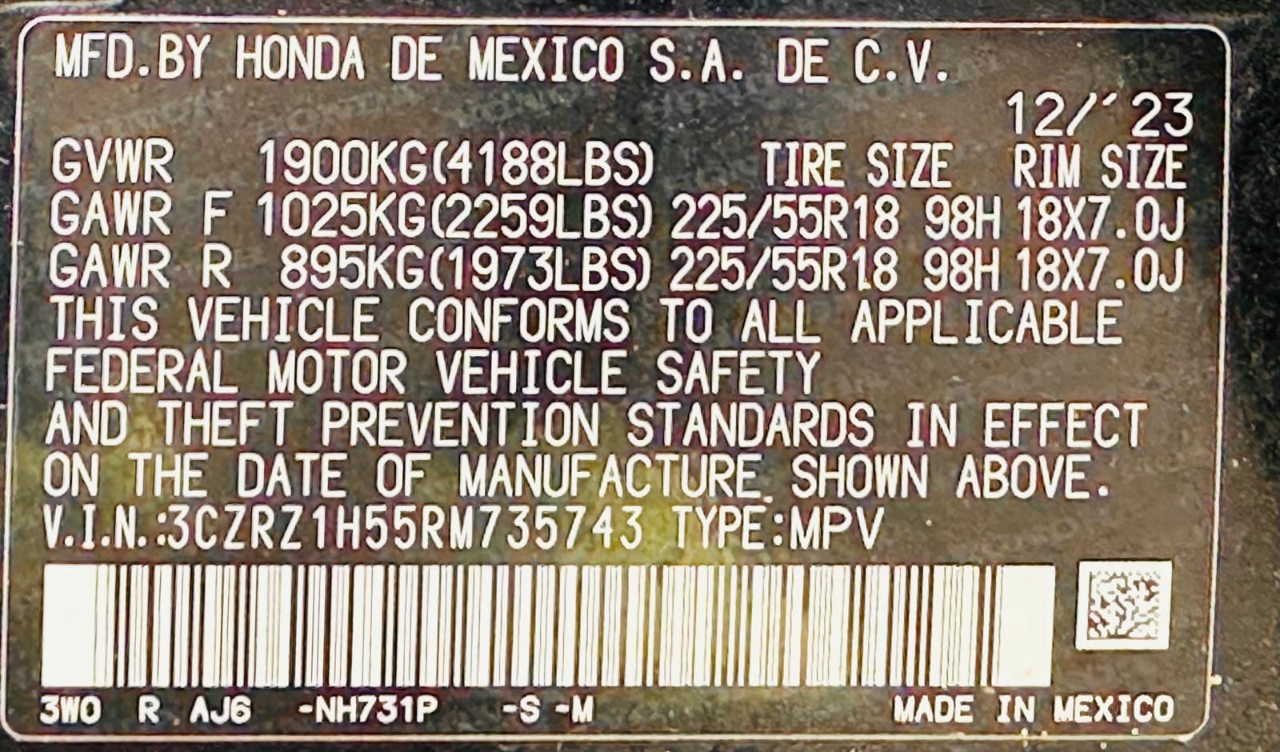 MFD.BY HONDA DE MEXICO S.A. DE C.V.
12/´23
GVWR 1900KG(4188LBS) TIRE SIZE RIM SIZE
GAWR F 1025KG(2259LBS) 225/55R18 98H 18X7.0J
GAWR R 895KG(1973LBS) 225/55R18 98H 18X7.0J
THIS VEHICLE CONFORMS TO ALL APPLICABLE
FEDERAL MOTOR VEHICLE SAFETY
AND THEFT PREVENTION STANDARDS IN EFFECT
ON THE DATE OF MANUFACTURE SHOWN ABOVE.
V.I.N.:3CZRZ1H55RM735743 TYPE:MPV
3W0 R AJ6 -NH731P -S -M MADE IN MEXICO